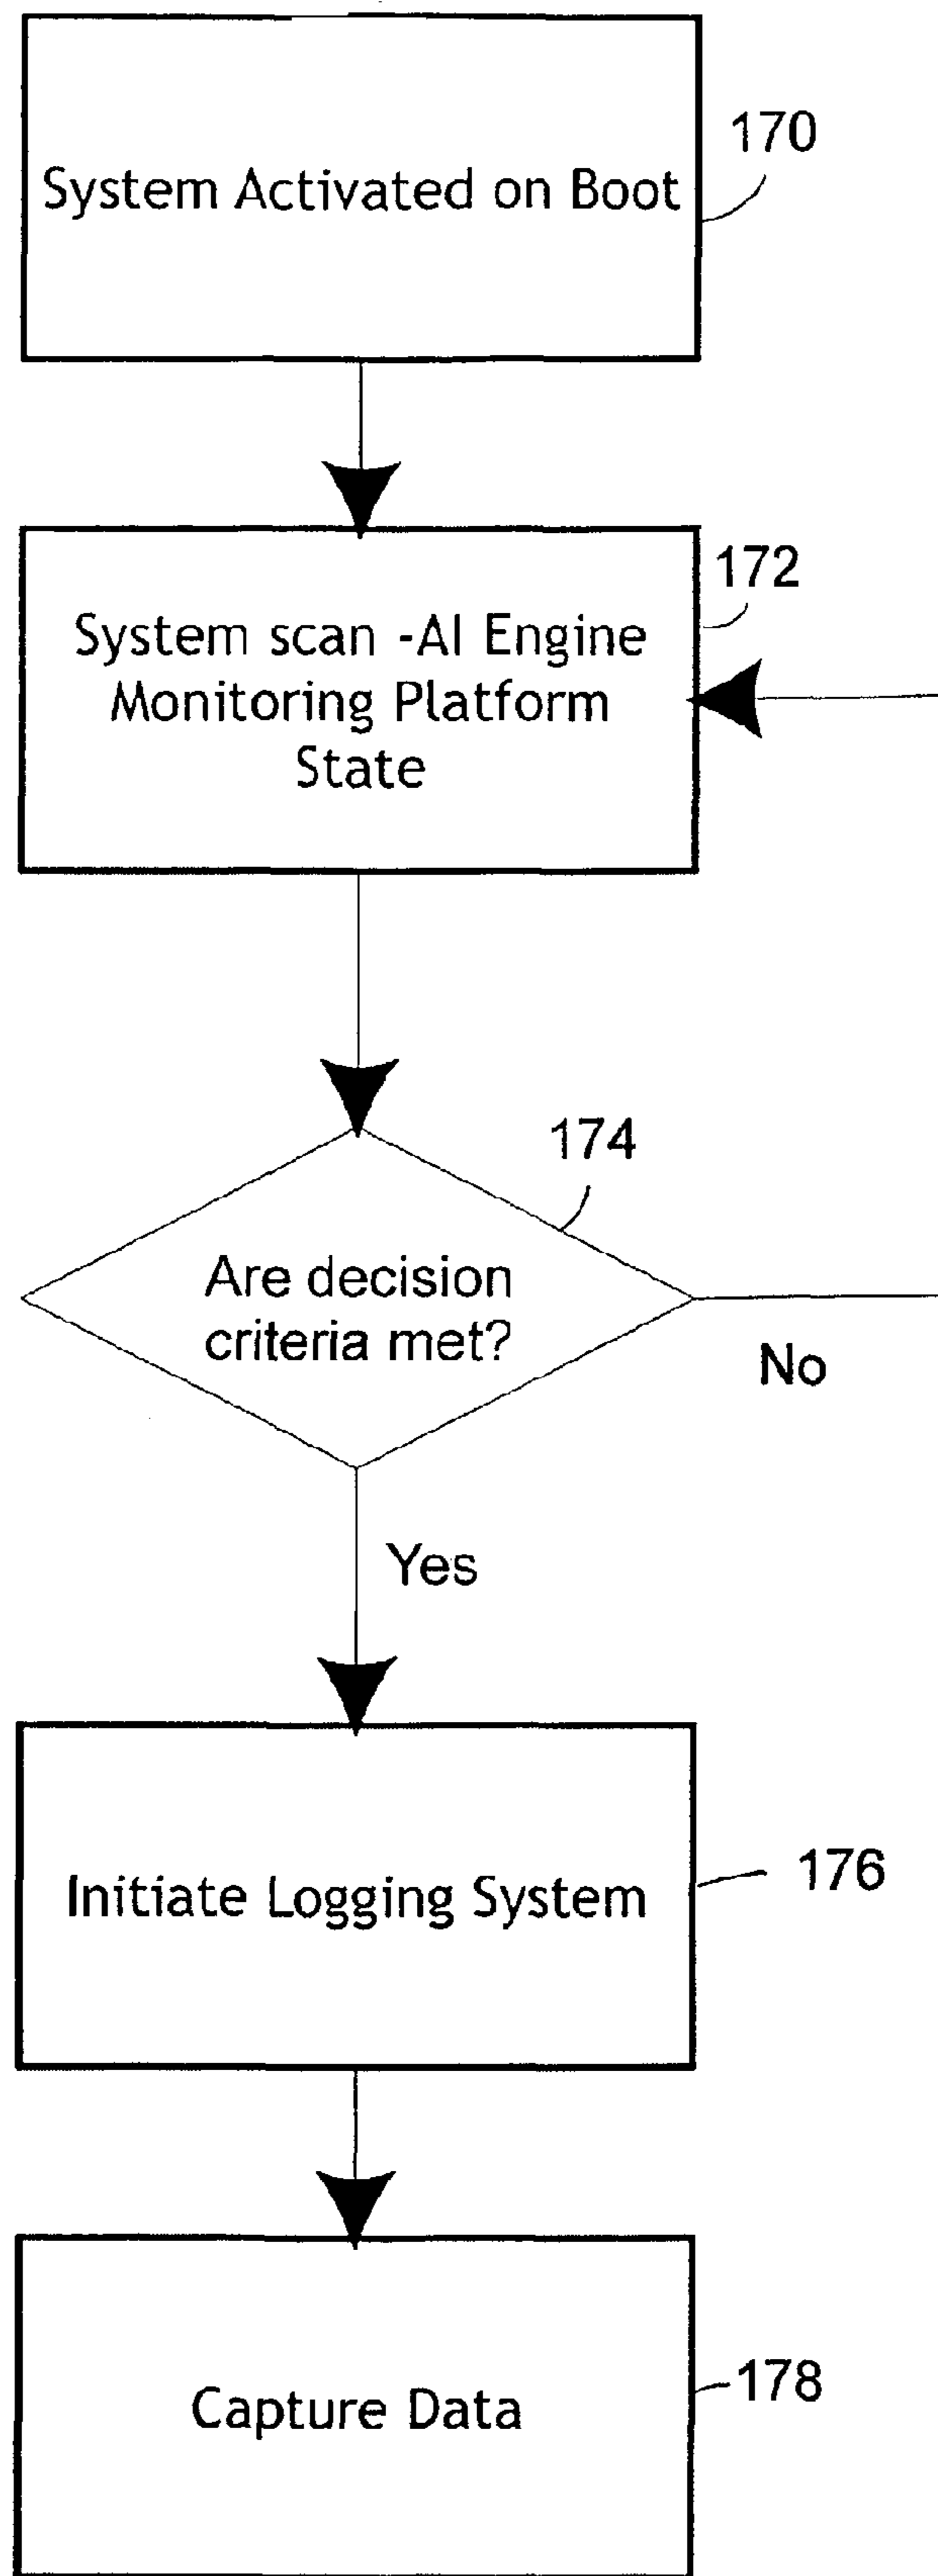 System Activated on Boot
170
System scan -AI Engine
Monitoring Platform
State
172
174
Are decision
criteria met?
No
Yes
Initiate Logging System
176
Capture Data
178